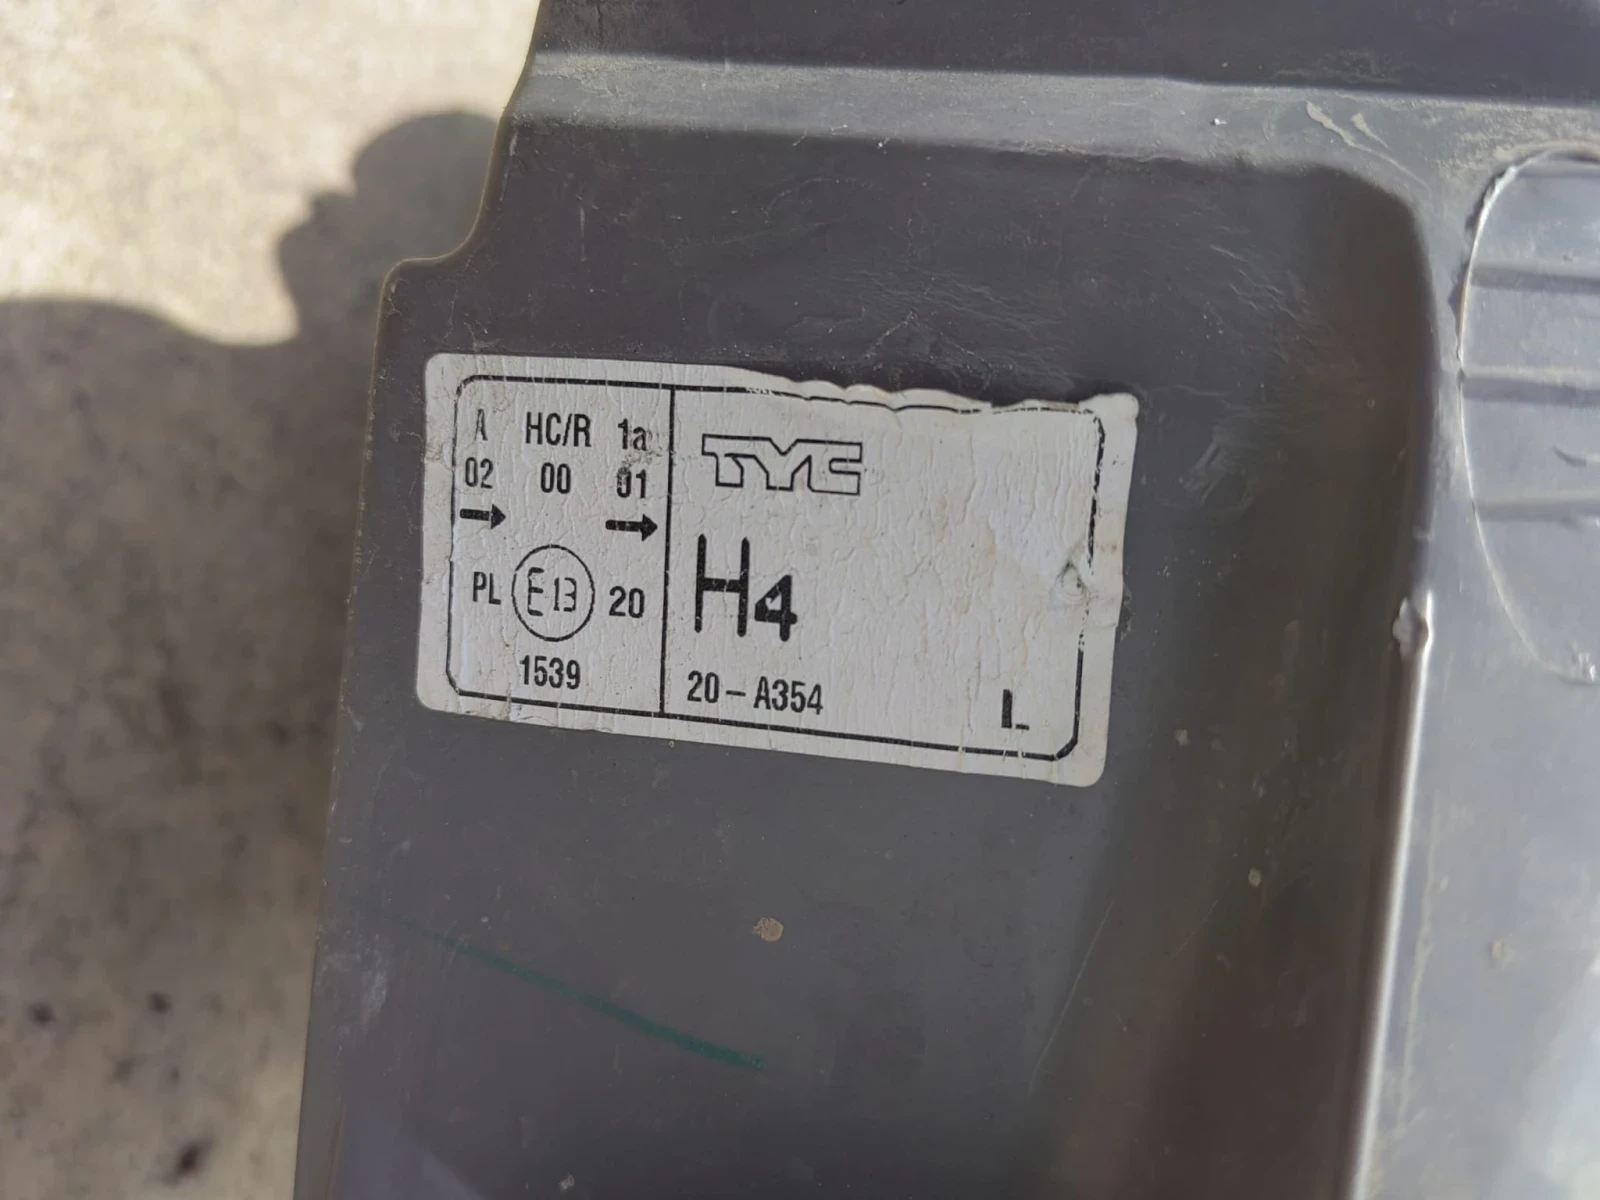 A HC/R 1a
02 00 01
→ →
PL E13 20
1539
TYC
H4
20-A354 L